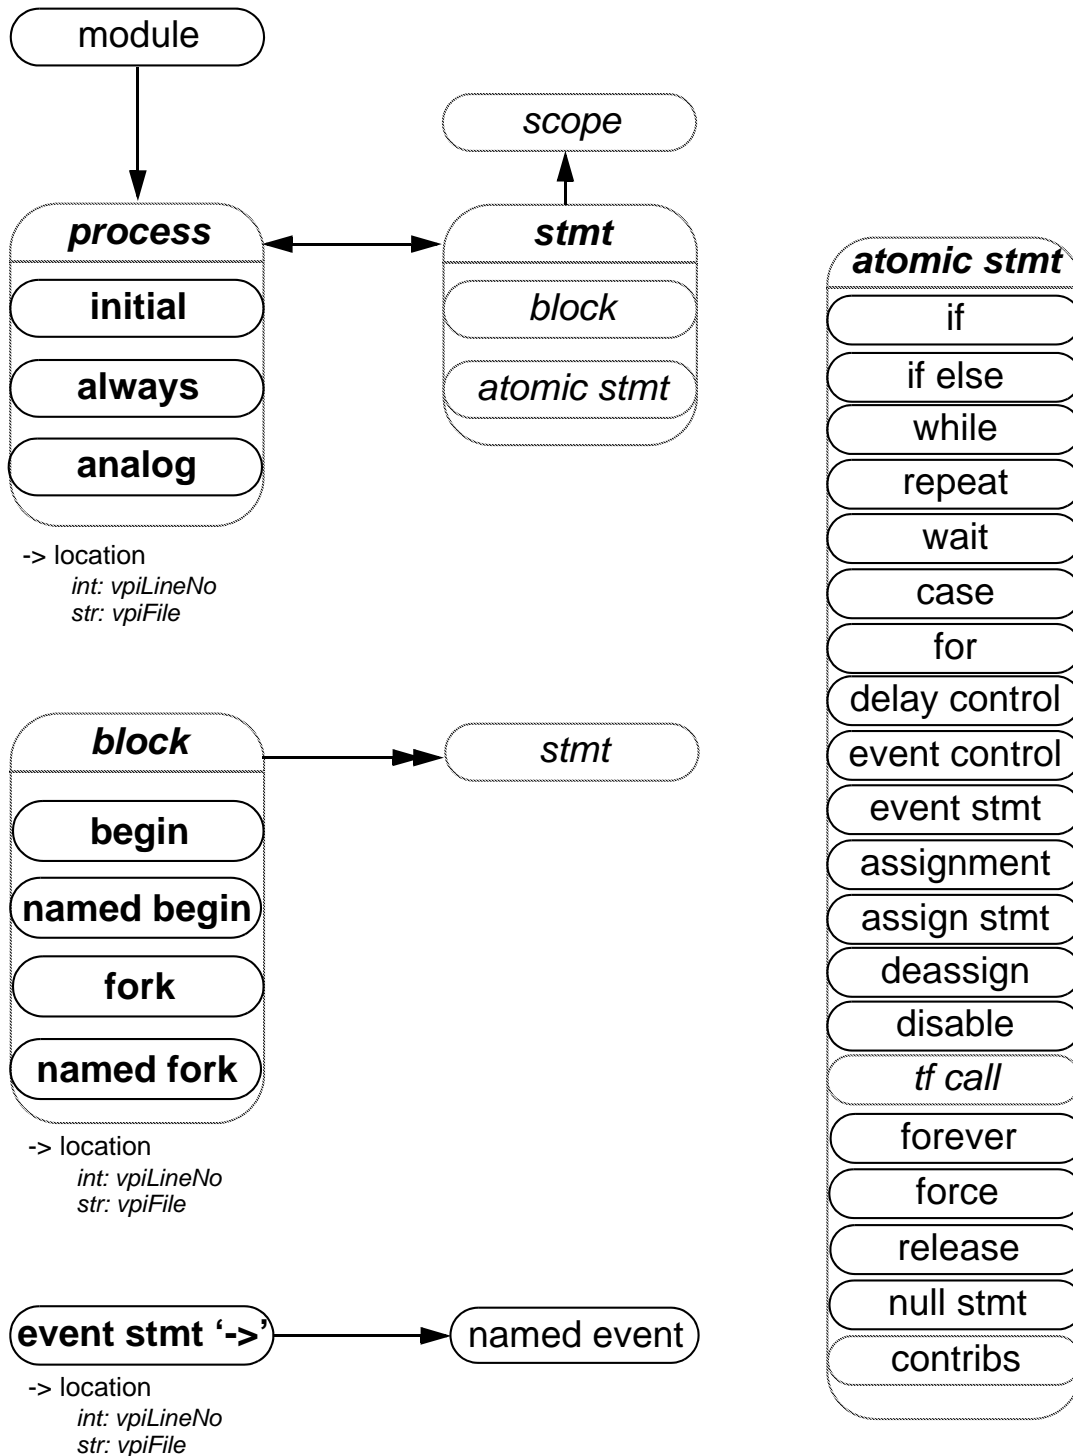 module
scope
process
initial
always
analog
-> location
int: vpiLineNo
str: vpiFile
stmt
block
atomic stmt
block
begin
named begin
fork
named fork
-> location
int: vpiLineNo
str: vpiFile
stmt
event stmt ‘->’
named event
-> location
int: vpiLineNo
str: vpiFile
atomic stmt
if
if else
while
repeat
wait
case
for
delay control
event control
event stmt
assignment
assign stmt
deassign
disable
tf call
forever
force
release
null stmt
contribs